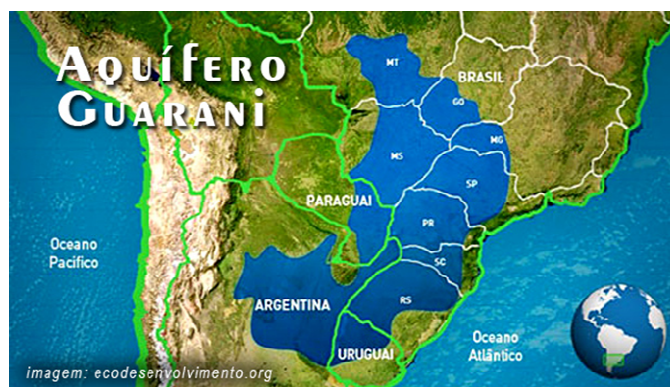 Aquífero
Guarani
MT
BRASIL
GO
MG
MS
SP
PARAGUAI
PR
Oceano
Pacífico
SC
ARGENTINA
RS
Oceano
Atlântico
URUGUAI
imagem: ecodesenvolvimento.org